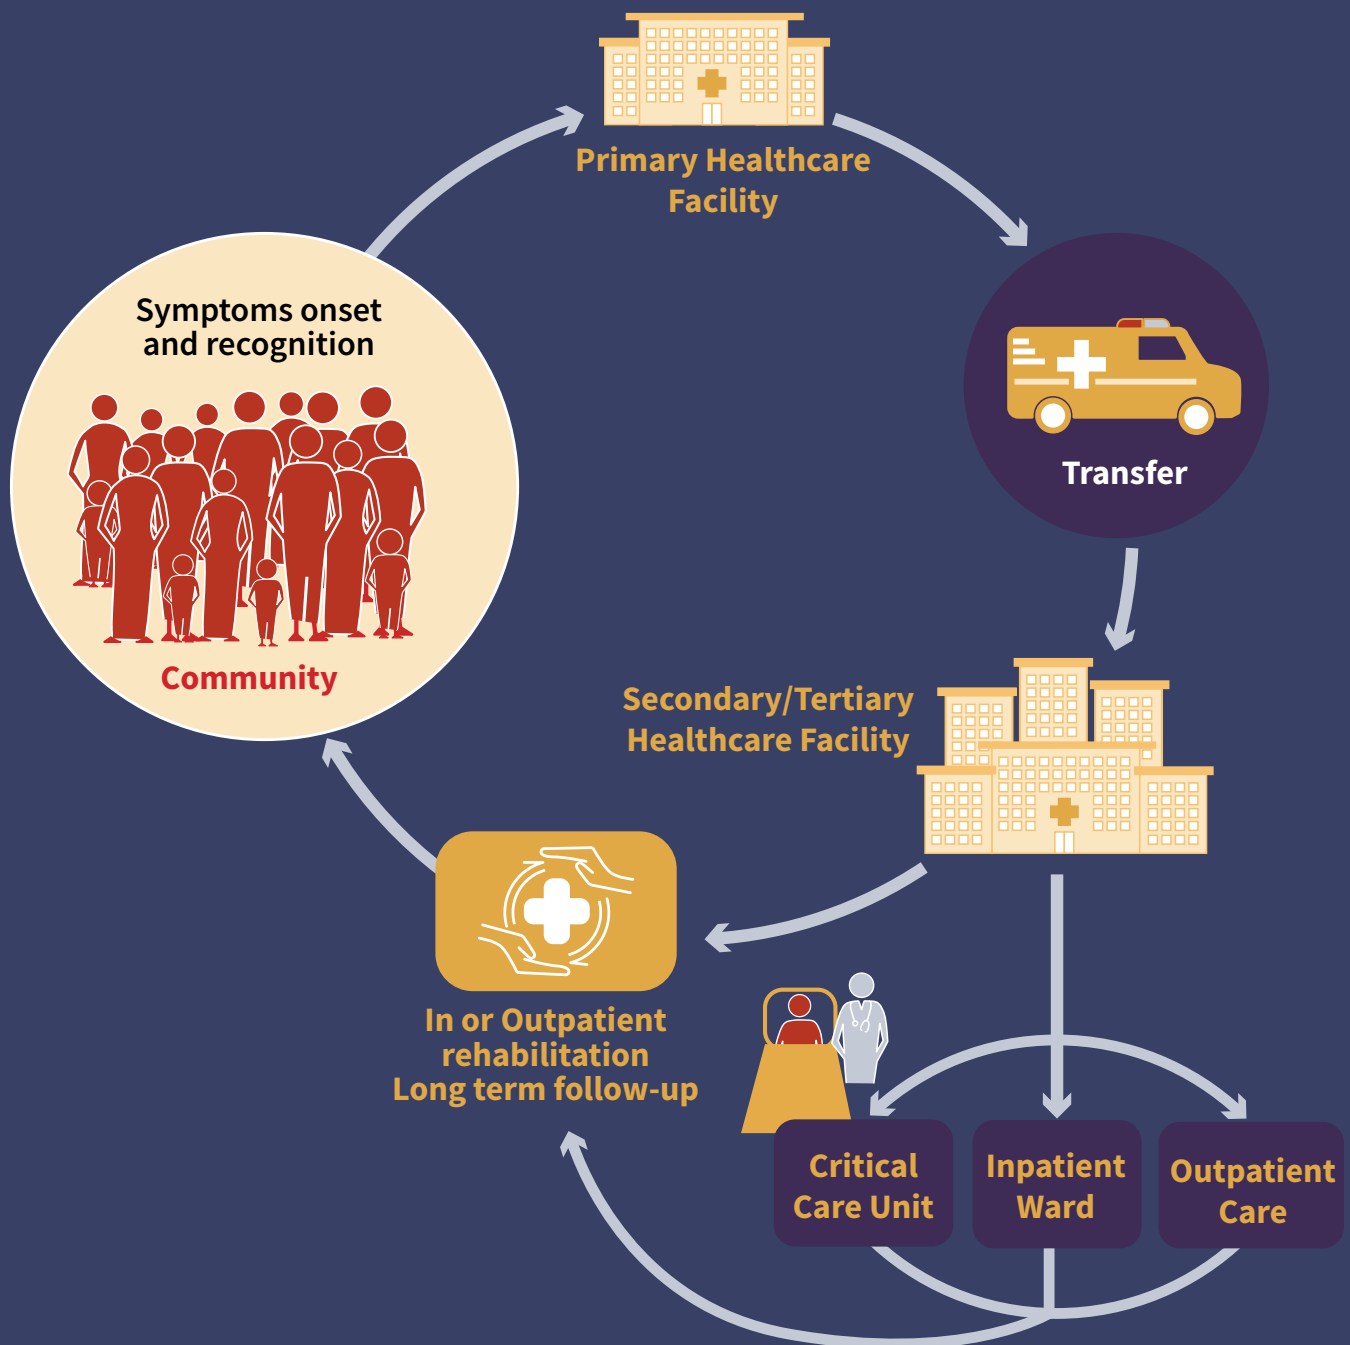 Primary Healthcare
Facility
Symptoms onset
and recognition
Community
Transfer
Secondary/Tertiary
Healthcare Facility
In or Outpatient
rehabilitation
Long term follow-up
Critical
Care Unit
Inpatient
Ward
Outpatient
Care